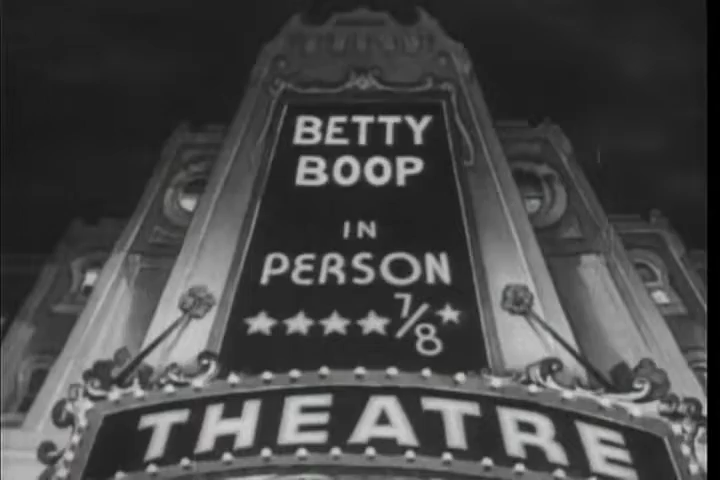 BETTY
BOOP
IN
PERSON
★★★★ 7/8 ★
THEATRE